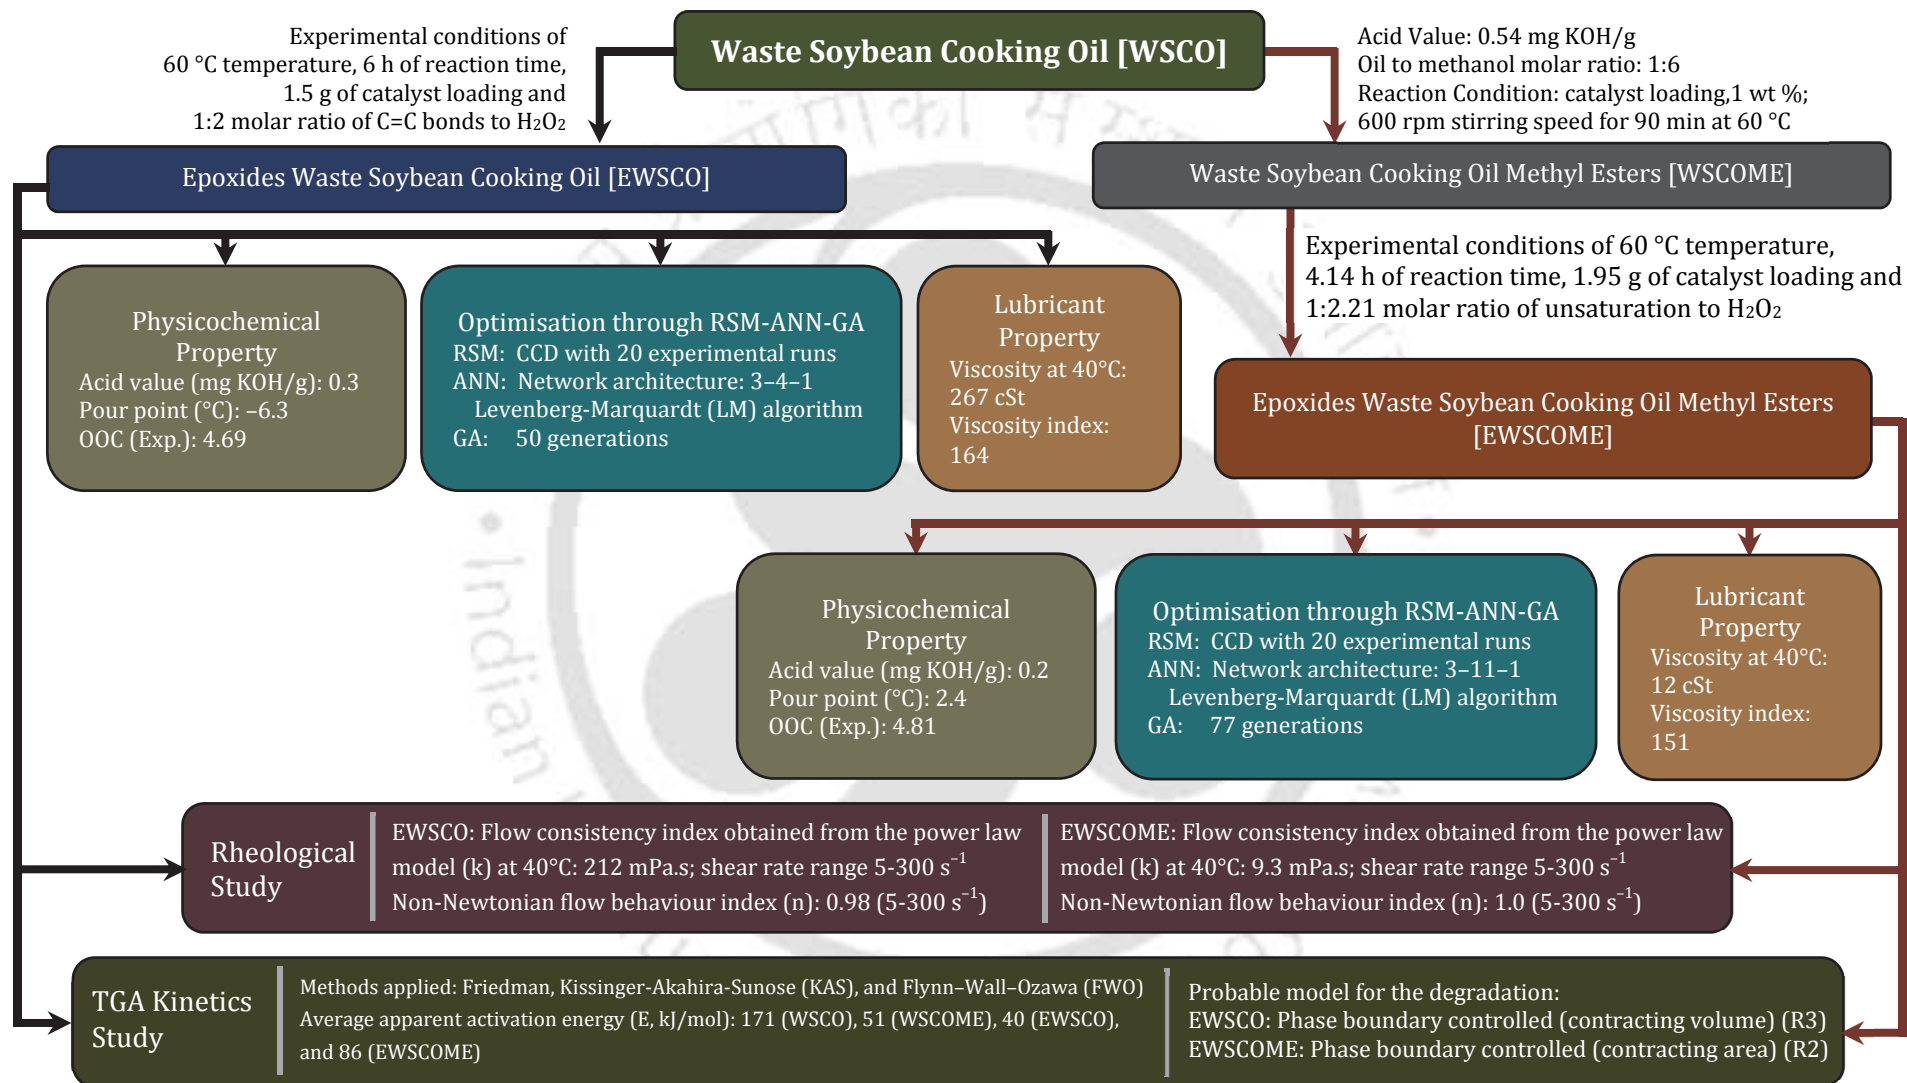 Waste Soybean Cooking Oil [WSCO]
Experimental conditions of
60 °C temperature, 6 h of reaction time,
1.5 g of catalyst loading and
1:2 molar ratio of C=C bonds to H₂O₂
Acid Value: 0.54 mg KOH/g
Oil to methanol molar ratio: 1:6
Reaction Condition: catalyst loading,1 wt %;
600 rpm stirring speed for 90 min at 60 °C
Epoxides Waste Soybean Cooking Oil [EWSCO]
Waste Soybean Cooking Oil Methyl Esters [WSCOME]
Experimental conditions of 60 °C temperature,
4.14 h of reaction time, 1.95 g of catalyst loading and
1:2.21 molar ratio of unsaturation to H₂O₂
Physicochemical
Property
Acid value (mg KOH/g): 0.3
Pour point (°C): –6.3
OOC (Exp.): 4.69
Optimisation through RSM-ANN-GA
RSM: CCD with 20 experimental runs
ANN: Network architecture: 3–4–1
Levenberg-Marquardt (LM) algorithm
GA: 50 generations
Lubricant
Property
Viscosity at 40°C:
267 cSt
Viscosity index:
164
Epoxides Waste Soybean Cooking Oil Methyl Esters
[EWSCOME]
Physicochemical
Property
Acid value (mg KOH/g): 0.2
Pour point (°C): 2.4
OOC (Exp.): 4.81
Optimisation through RSM-ANN-GA
RSM: CCD with 20 experimental runs
ANN: Network architecture: 3–11–1
Levenberg-Marquardt (LM) algorithm
GA: 77 generations
Lubricant
Property
Viscosity at 40°C:
12 cSt
Viscosity index:
151
Rheological
Study
EWSCO: Flow consistency index obtained from the power law
model (k) at 40°C: 212 mPa.s; shear rate range 5-300 s⁻¹
Non-Newtonian flow behaviour index (n): 0.98 (5-300 s⁻¹)
EWSCOME: Flow consistency index obtained from the power law
model (k) at 40°C: 9.3 mPa.s; shear rate range 5-300 s⁻¹
Non-Newtonian flow behaviour index (n): 1.0 (5-300 s⁻¹)
TGA Kinetics
Study
Methods applied: Friedman, Kissinger-Akahira-Sunose (KAS), and Flynn–Wall–Ozawa (FWO)
Average apparent activation energy (E, kJ/mol): 171 (WSCO), 51 (WSCOME), 40 (EWSCO),
and 86 (EWSCOME)
Probable model for the degradation:
EWSCO: Phase boundary controlled (contracting volume) (R3)
EWSCOME: Phase boundary controlled (contracting area) (R2)
Indian